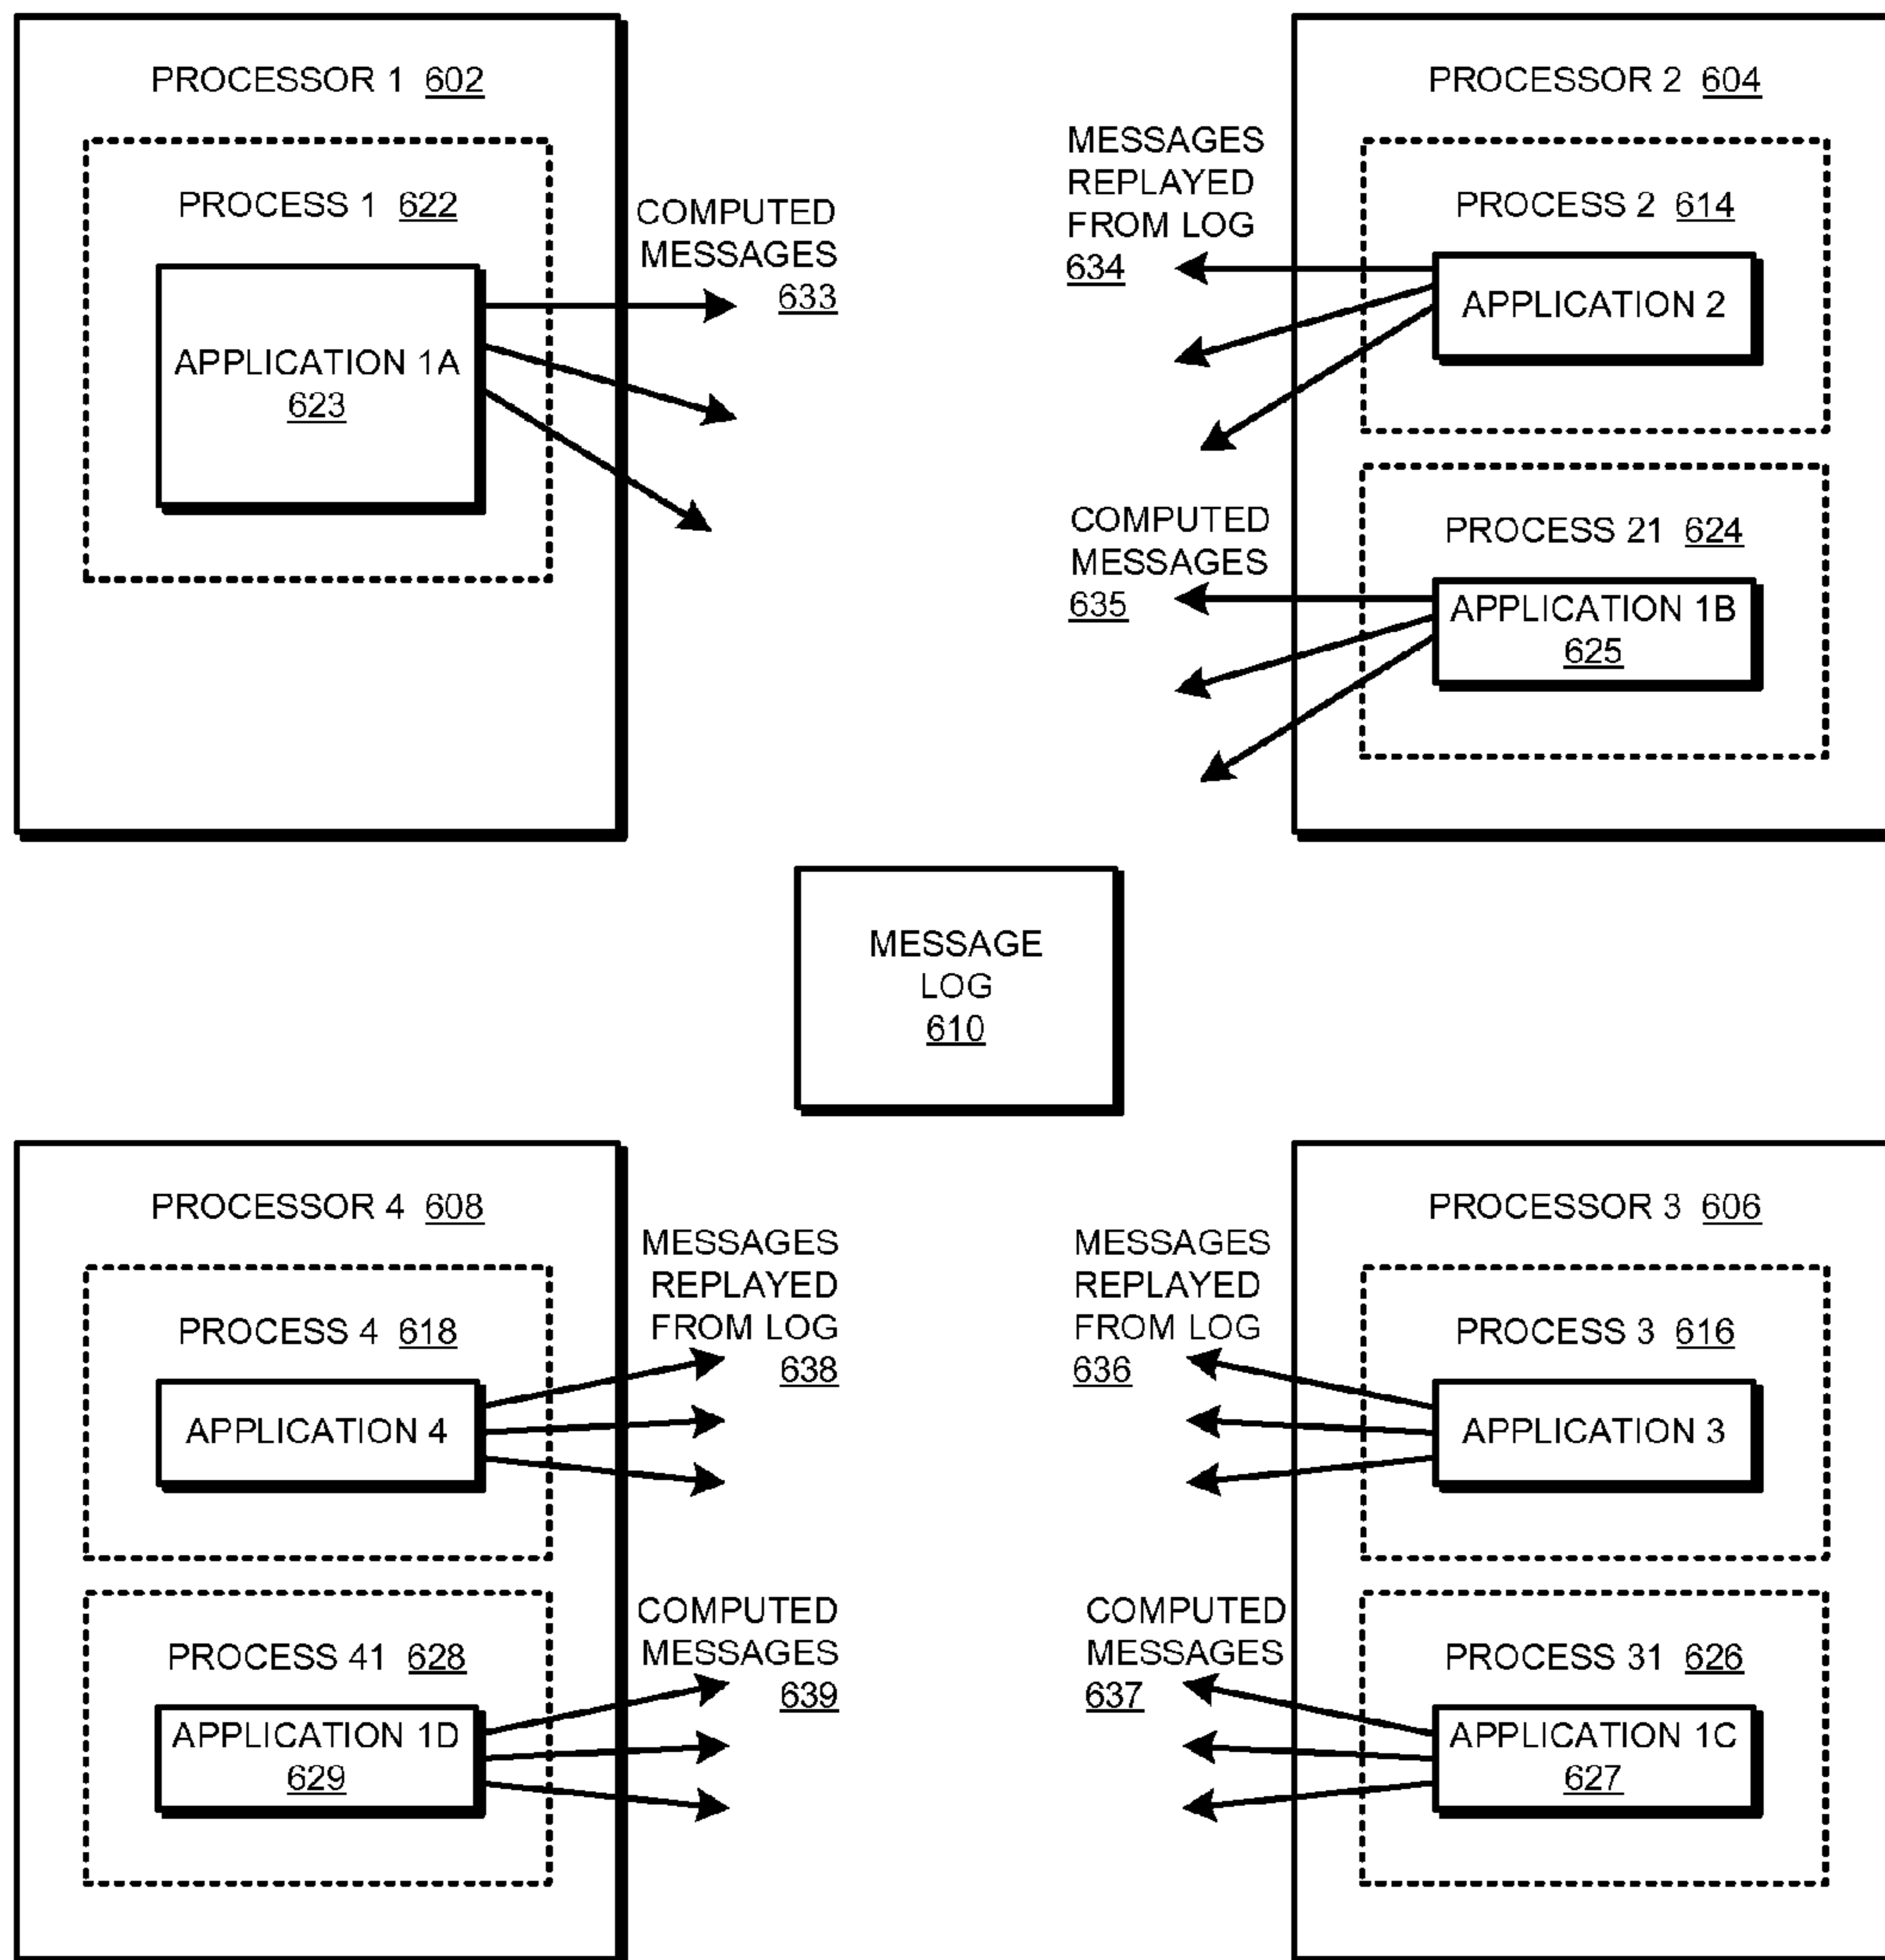 PROCESSOR 1 602
PROCESS 1 622
APPLICATION 1A
623
COMPUTED
MESSAGES
633
PROCESSOR 2 604
MESSAGES
REPLAYED
FROM LOG
634
PROCESS 2 614
APPLICATION 2
COMPUTED
MESSAGES
635
PROCESS 21 624
APPLICATION 1B
625
MESSAGE
LOG
610
PROCESSOR 4 608
PROCESS 4 618
APPLICATION 4
MESSAGES
REPLAYED
FROM LOG
638
PROCESS 41 628
APPLICATION 1D
629
COMPUTED
MESSAGES
639
PROCESSOR 3 606
MESSAGES
REPLAYED
FROM LOG
636
PROCESS 3 616
APPLICATION 3
COMPUTED
MESSAGES
637
PROCESS 31 626
APPLICATION 1C
627